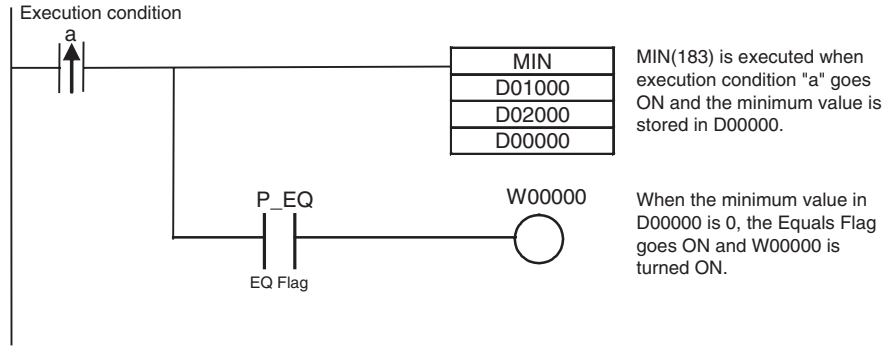 Execution condition
a
MIN
D01000
D02000
D00000
MIN(183) is executed when
execution condition "a" goes
ON and the minimum value is
stored in D00000.
P_EQ
EQ Flag
W00000
When the minimum value in
D00000 is 0, the Equals Flag
goes ON and W00000 is
turned ON.